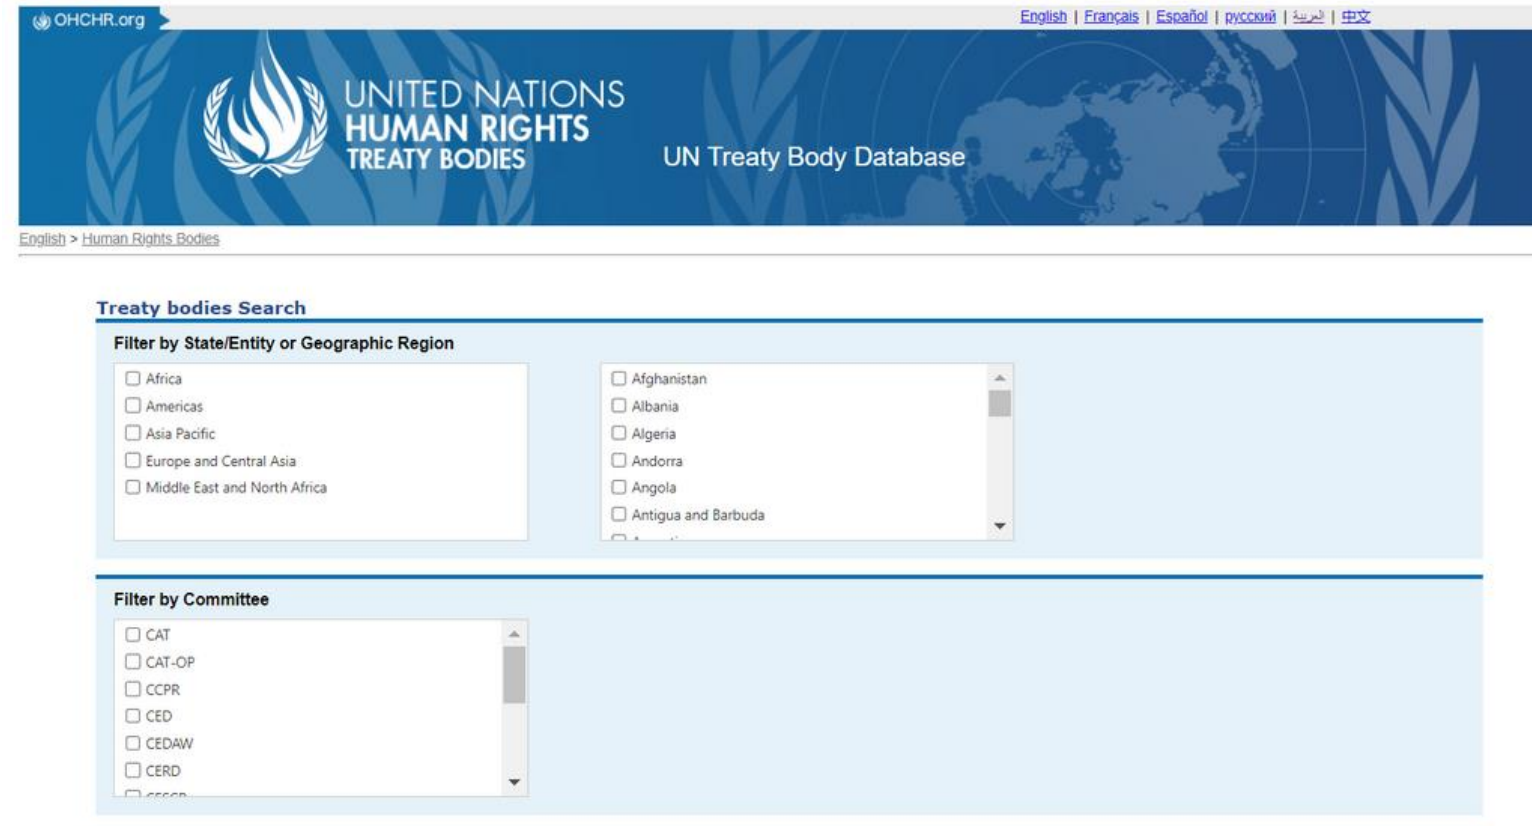 OHCHR.org
English | Français | Español | русский | العربية | 中文
UNITED NATIONS
HUMAN RIGHTS
TREATY BODIES
UN Treaty Body Database
English > Human Rights Bodies
Treaty bodies Search
Filter by State/Entity or Geographic Region
Africa
Americas
Asia Pacific
Europe and Central Asia
Middle East and North Africa
Afghanistan
Albania
Algeria
Andorra
Angola
Antigua and Barbuda
Filter by Committee
CAT
CAT-OP
CCPR
CED
CEDAW
CERD